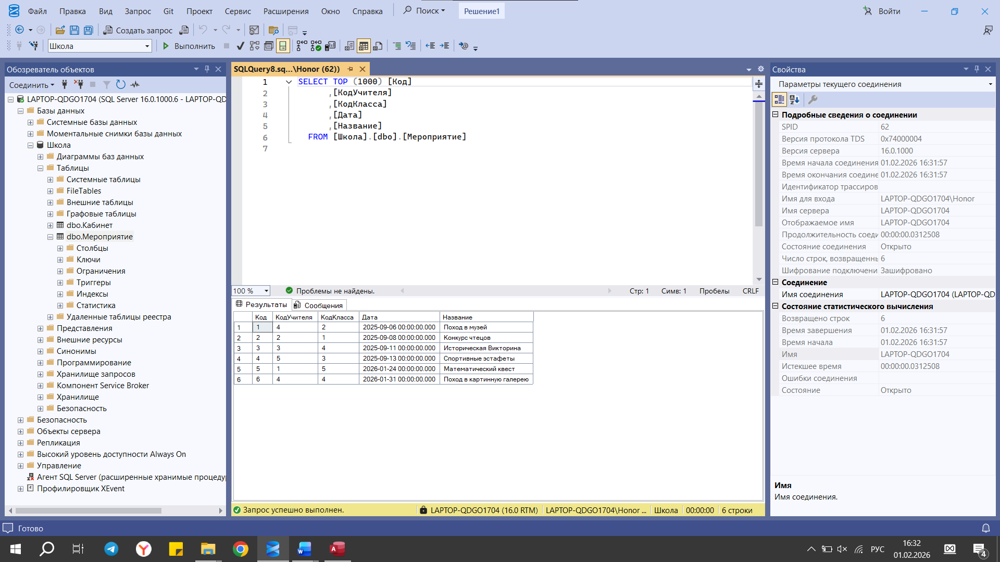 Файл Правка Вид Запрос Git Проект Сервис Расширения Окно Справка Поиск Решение1 Войти
Создать запрос
Школа Выполнить
Обозреватель объектов
Соединить
LAPTOP-QDGO1704 (SQL Server 16.0.1000.6 - LAPTOP-QD
Базы данных
Системные базы данных
Моментальные снимки базы данных
Школа
Диаграммы баз данных
Таблицы
Системные таблицы
FileTables
Внешние таблицы
Графовые таблицы
dbo.Кабинет
dbo.Мероприятие
Столбцы
Ключи
Ограничения
Триггеры
Индексы
Статистика
Удаленные таблицы реестра
Представления
Внешние ресурсы
Синонимы
Программирование
Хранилище запросов
Компонент Service Broker
Хранилище
Безопасность
Безопасность
Объекты сервера
Репликация
Высокий уровень доступности Always On
Управление
Агент SQL Server (расширенные хранимые процедур
Профилировщик XEvent
SQLQuery8.sq...\Honor (62))
1 SELECT TOP (1000) [Код]
2 ,[КодУчителя]
3 ,[КодКласса]
4 ,[Дата]
5 ,[Название]
6 FROM [Школа].[dbo].[Мероприятие]
7
100 % Проблемы не найдены. Стр: 1 Симв: 1 Пробелы CRLF
Результаты Сообщения
Код КодУчителя КодКласса Дата Название
1 1 4 2 2025-09-06 00:00:00.000 Поход в музей
2 2 2 1 2025-09-08 00:00:00.000 Конкурс чтецов
3 3 3 4 2025-09-11 00:00:00.000 Историческая Викторина
4 4 5 3 2025-09-13 00:00:00.000 Спортивные эстафеты
5 5 1 5 2026-01-24 00:00:00.000 Математический квест
6 6 4 4 2026-01-31 00:00:00.000 Поход в картинную галерею
Запрос успешно выполнен. LAPTOP-QDGO1704 (16.0 RTM) LAPTOP-QDGO1704\Honor ... Школа 00:00:00 6 строки
Свойства
Параметры текущего соединения
Подробные сведения о соединении
SPID 62
Версия протокола TDS 0x74000004
Версия сервера 16.0.1000
Время начала соединения 01.02.2026 16:31:57
Время окончания соедине 01.02.2026 16:31:57
Идентификатор трассиров
Имя для входа LAPTOP-QDGO1704\Honor
Имя сервера LAPTOP-QDGO1704
Отображаемое имя LAPTOP-QDGO1704
Продолжительность соеди 00:00:00.0312508
Состояние соединения Открыто
Число строк, возвращеннь 6
Шифрование подключени Зашифровано
Соединение
Имя соединения LAPTOP-QDGO1704 (LAPTOP-QD
Состояние статистического вычисления
Возвращено строк 6
Время завершения 01.02.2026 16:31:57
Время начала 01.02.2026 16:31:57
Имя LAPTOP-QDGO1704
Истекшее время 00:00:00.0312508
Ошибки соединения
Состояние Открыто
Имя
Имя соединения.
Готово
РУС 16:32
01.02.2026 4